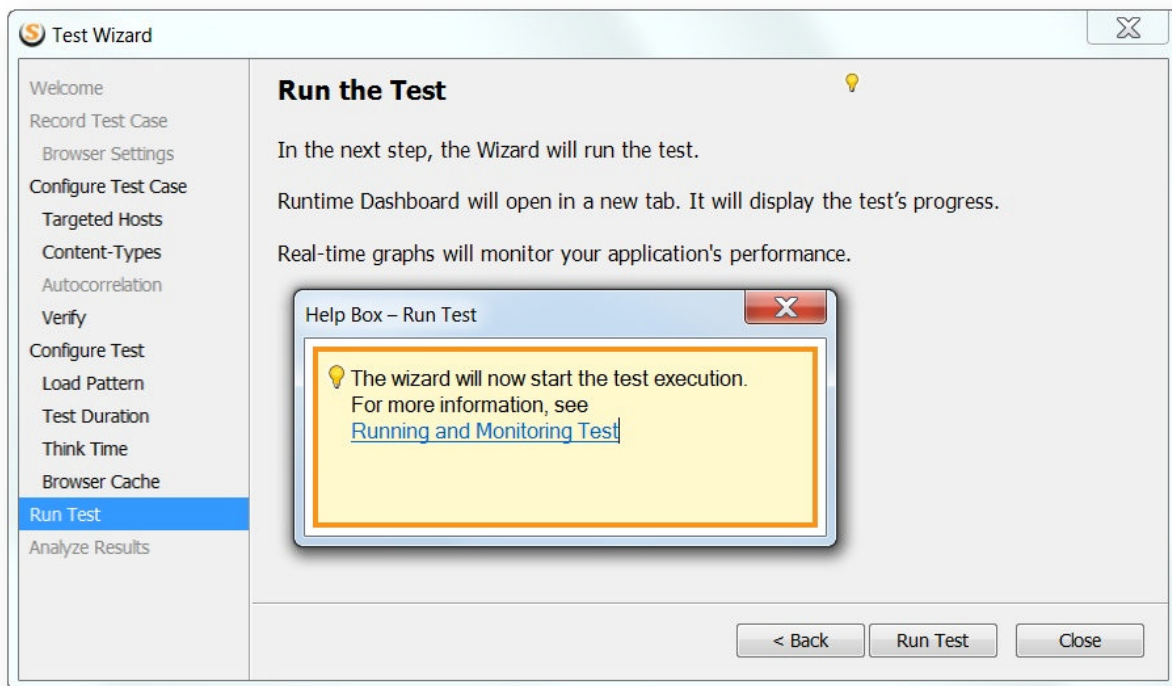 Test Wizard
Welcome
Record Test Case
Browser Settings
Configure Test Case
Targeted Hosts
Content-Types
Autocorrelation
Verify
Configure Test
Load Pattern
Test Duration
Think Time
Browser Cache
Run Test
Analyze Results
Run the Test
In the next step, the Wizard will run the test.
Runtime Dashboard will open in a new tab. It will display the test’s progress.
Real-time graphs will monitor your application's performance.
Help Box – Run Test
The wizard will now start the test execution.
For more information, see
Running and Monitoring Test
< Back
Run Test
Close